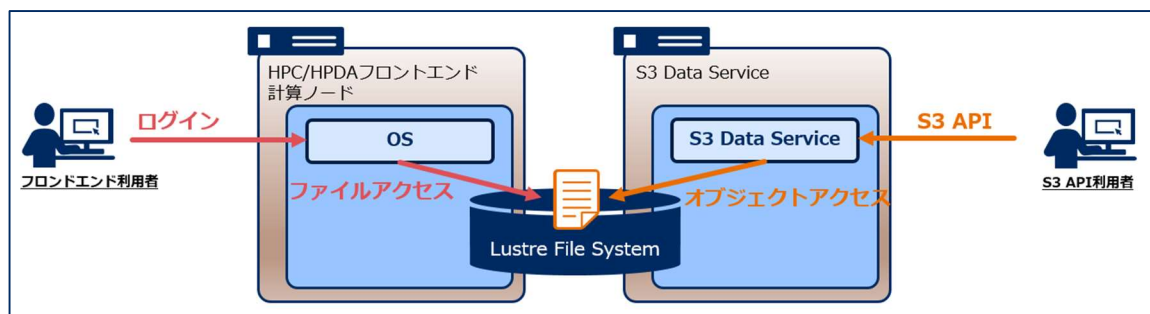 HPC/HPDAフロントエンド
計算ノード
S3 Data Service
ログイン
OS
S3 Data Service
S3 API
フロンドエンド利用者
ファイルアクセス
オブジェクトアクセス
S3 API利用者
Lustre File System